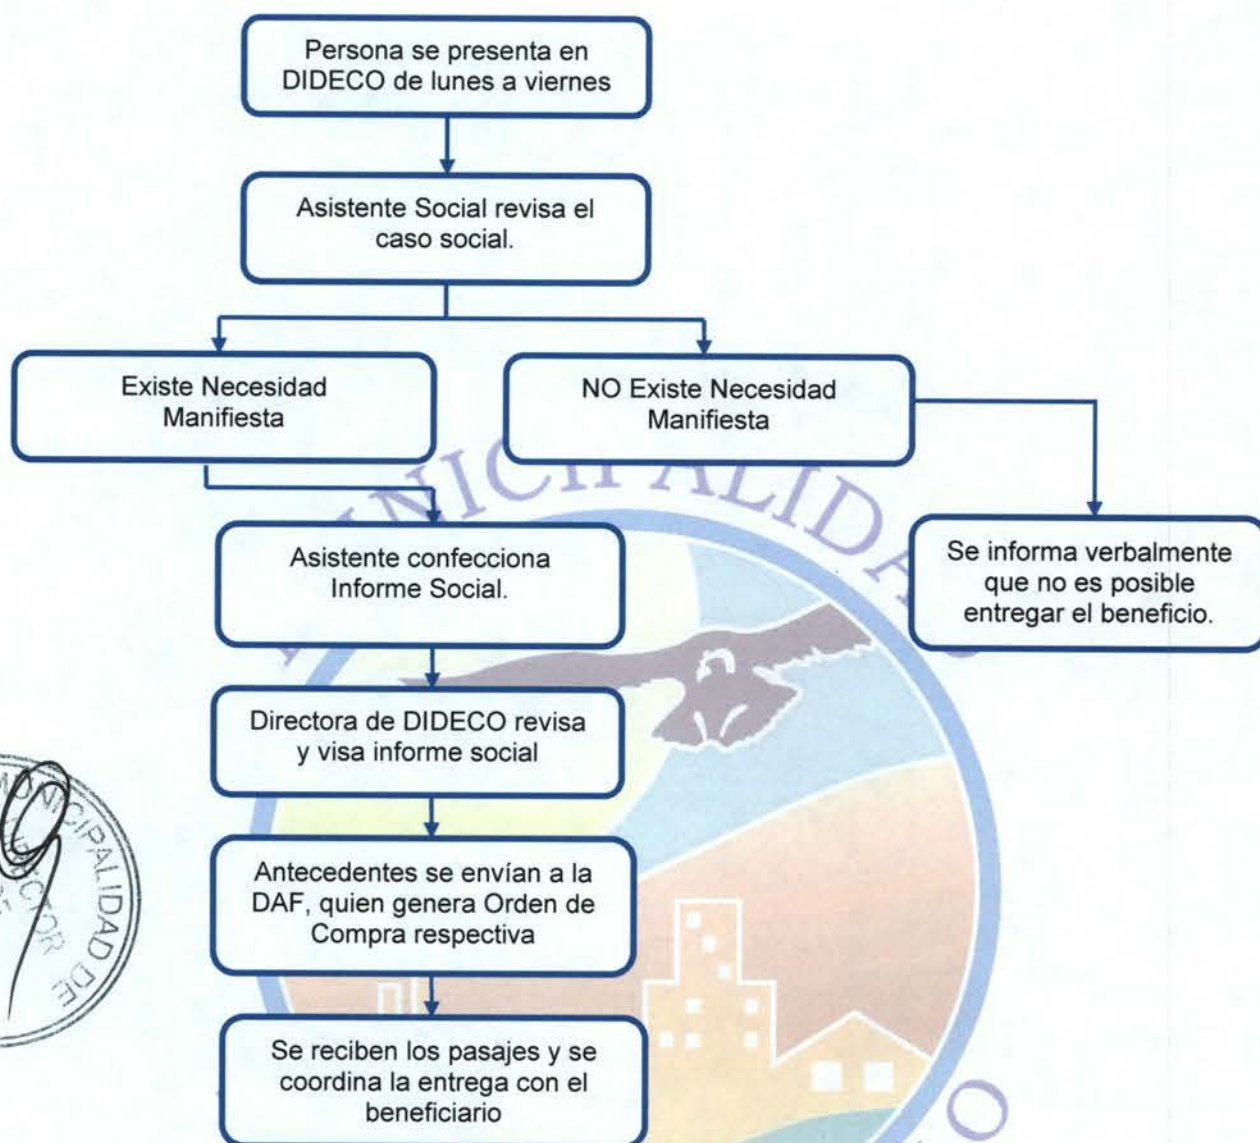 Persona se presenta en
DIDECO de lunes a viernes
Asistente Social revisa el
caso social.
Existe Necesidad
Manifiesta
NO Existe Necesidad
Manifiesta
Asistente confecciona
Informe Social.
Se informa verbalmente
que no es posible
entregar el beneficio.
Directora de DIDECO revisa
y visa informe social
Antecedentes se envían a la
DAF, quien genera Orden de
Compra respectiva
Se reciben los pasajes y se
coordina la entrega con el
beneficiario
MUNICIPALIDAD DE